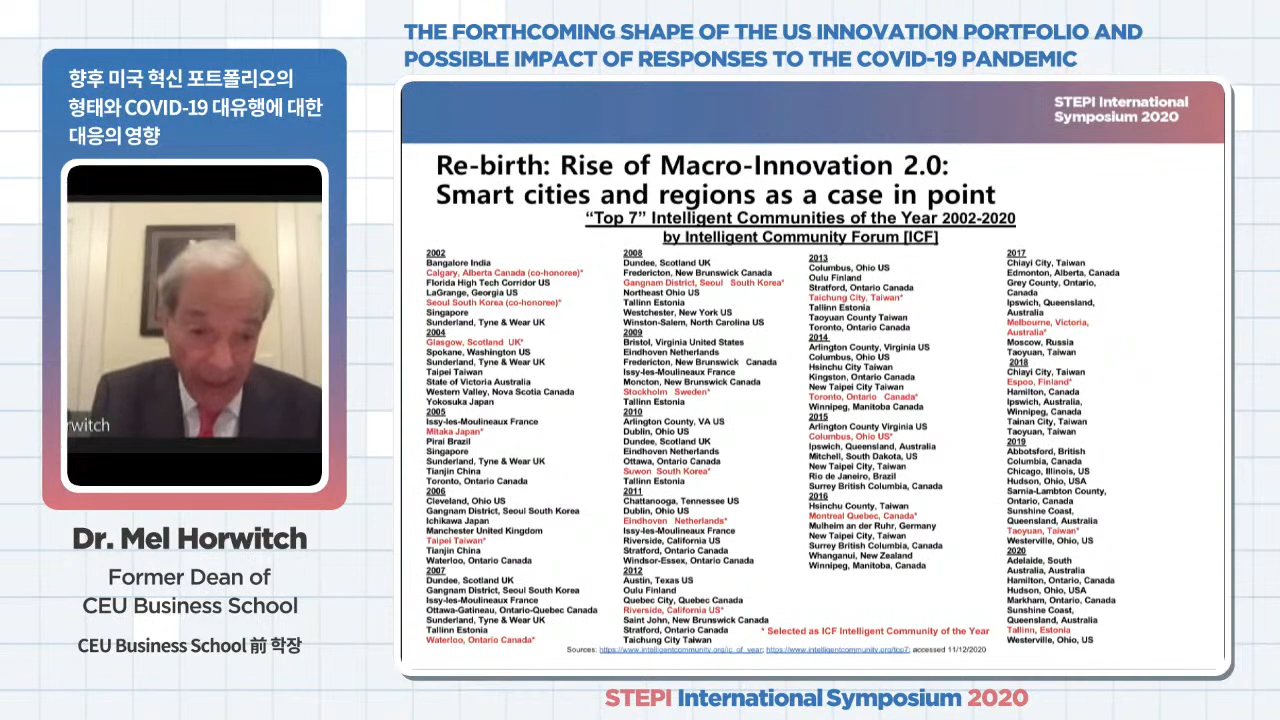 THE FORTHCOMING SHAPE OF THE US INNOVATION PORTFOLIO AND
POSSIBLE IMPACT OF RESPONSES TO THE COVID-19 PANDEMIC
향후 미국 혁신 포트폴리오의
형태와 COVID-19 대유행에 대한
대응의 영향
rwitch
Dr. Mel Horwitch
Former Dean of
CEU Business School
CEU Business School 前 학장
STEPI International
Symposium 2020
Re-birth: Rise of Macro-Innovation 2.0:
Smart cities and regions as a case in point
“Top 7” Intelligent Communities of the Year 2002-2020
by Intelligent Community Forum [ICF]
2002
Bangalore India
Calgary, Alberta Canada (co-honoree)*
Florida High Tech Corridor US
LaGrange, Georgia US
Seoul South Korea (co-honoree)*
Singapore
Sunderland, Tyne & Wear UK
2004
Glasgow, Scotland UK*
Spokane, Washington US
Sunderland, Tyne & Wear UK
Taipei Taiwan
State of Victoria Australia
Western Valley, Nova Scotia Canada
Yokosuka Japan
2005
Issy-les-Moulineaux France
Mitaka Japan*
Pirai Brazil
Singapore
Sunderland, Tyne & Wear UK
Tianjin China
Toronto, Ontario Canada
2006
Cleveland, Ohio US
Gangnam District, Seoul South Korea
Ichikawa Japan
Manchester United Kingdom
Taipei Taiwan*
Tianjin China
Waterloo, Ontario Canada
2007
Dundee, Scotland UK
Gangnam District, Seoul South Korea
Issy-les-Moulineaux France
Ottawa-Gatineau, Ontario-Quebec Canada
Sunderland, Tyne & Wear UK
Tallinn Estonia
Waterloo, Ontario Canada*
2008
Dundee, Scotland UK
Fredericton, New Brunswick Canada
Gangnam District, Seoul South Korea*
Northeast Ohio US
Tallinn Estonia
Westchester, New York US
Winston-Salem, North Carolina US
2009
Bristol, Virginia United States
Eindhoven Netherlands
Fredericton, New Brunswick Canada
Issy-les-Moulineaux France
Moncton, New Brunswick Canada
Stockholm Sweden*
Tallinn Estonia
2010
Arlington County, VA US
Dublin, Ohio US
Dundee, Scotland UK
Eindhoven Netherlands
Ottawa, Ontario Canada
Suwon South Korea*
Tallinn Estonia
2011
Chattanooga, Tennessee US
Dublin, Ohio US
Eindhoven Netherlands*
Issy-les-Moulineaux France
Riverside, California US
Stratford, Ontario Canada
Windsor-Essex, Ontario Canada
2012
Austin, Texas US
Oulu Finland
Quebec City, Quebec Canada
Riverside, California US*
Saint John, New Brunswick Canada
Stratford, Ontario Canada
Taichung City Taiwan
2013
Columbus, Ohio US
Oulu Finland
Stratford, Ontario Canada
Taichung City, Taiwan*
Tallinn Estonia
Taoyuan County Taiwan
Toronto, Ontario Canada
2014
Arlington County, Virginia US
Columbus, Ohio US
Hsinchu City Taiwan
Kingston, Ontario Canada
New Taipei City Taiwan
Toronto, Ontario Canada*
Winnipeg, Manitoba Canada
2015
Arlington County Virginia US
Columbus, Ohio US*
Ipswich, Queensland, Australia
Mitchell, South Dakota, US
New Taipei City, Taiwan
Rio de Janeiro, Brazil
Surrey British Columbia, Canada
2016
Hsinchu County, Taiwan
Montreal Quebec, Canada*
Mulheim an der Ruhr, Germany
New Taipei City, Taiwan
Surrey British Columbia, Canada
Whanganui, New Zealand
Winnipeg, Manitoba, Canada
2017
Chiayi City, Taiwan
Edmonton, Alberta, Canada
Grey County, Ontario,
Canada
Ipswich, Queensland,
Australia
Melbourne, Victoria,
Australia*
Moscow, Russia
Taoyuan, Taiwan
2018
Chiayi City, Taiwan
Espoo, Finland*
Hamilton, Canada
Ipswich, Australia,
Winnipeg, Canada
Tainan City, Taiwan
Taoyuan, Taiwan
2019
Abbotsford, British
Columbia, Canada
Chicago, Illinois, US
Hudson, Ohio, USA
Sarnia-Lambton County,
Ontario, Canada
Sunshine Coast,
Queensland, Australia
Taoyuan, Taiwan*
Westerville, Ohio, US
2020
Adelaide, South
Australia, Australia
Hamilton, Ontario, Canada
Hudson, Ohio, US
Markham, Ontario, Canada
Sunshine Coast,
Queensland, Australia
Tallinn, Estonia
Westerville, Ohio, US
* Selected as ICF Intelligent Community of the Year
Sources: https://www.intelligentcommunity.org/ic_of_year; https://www.intelligentcommunity.org/top7; accessed 11/12/2020
STEPI International Symposium 2020